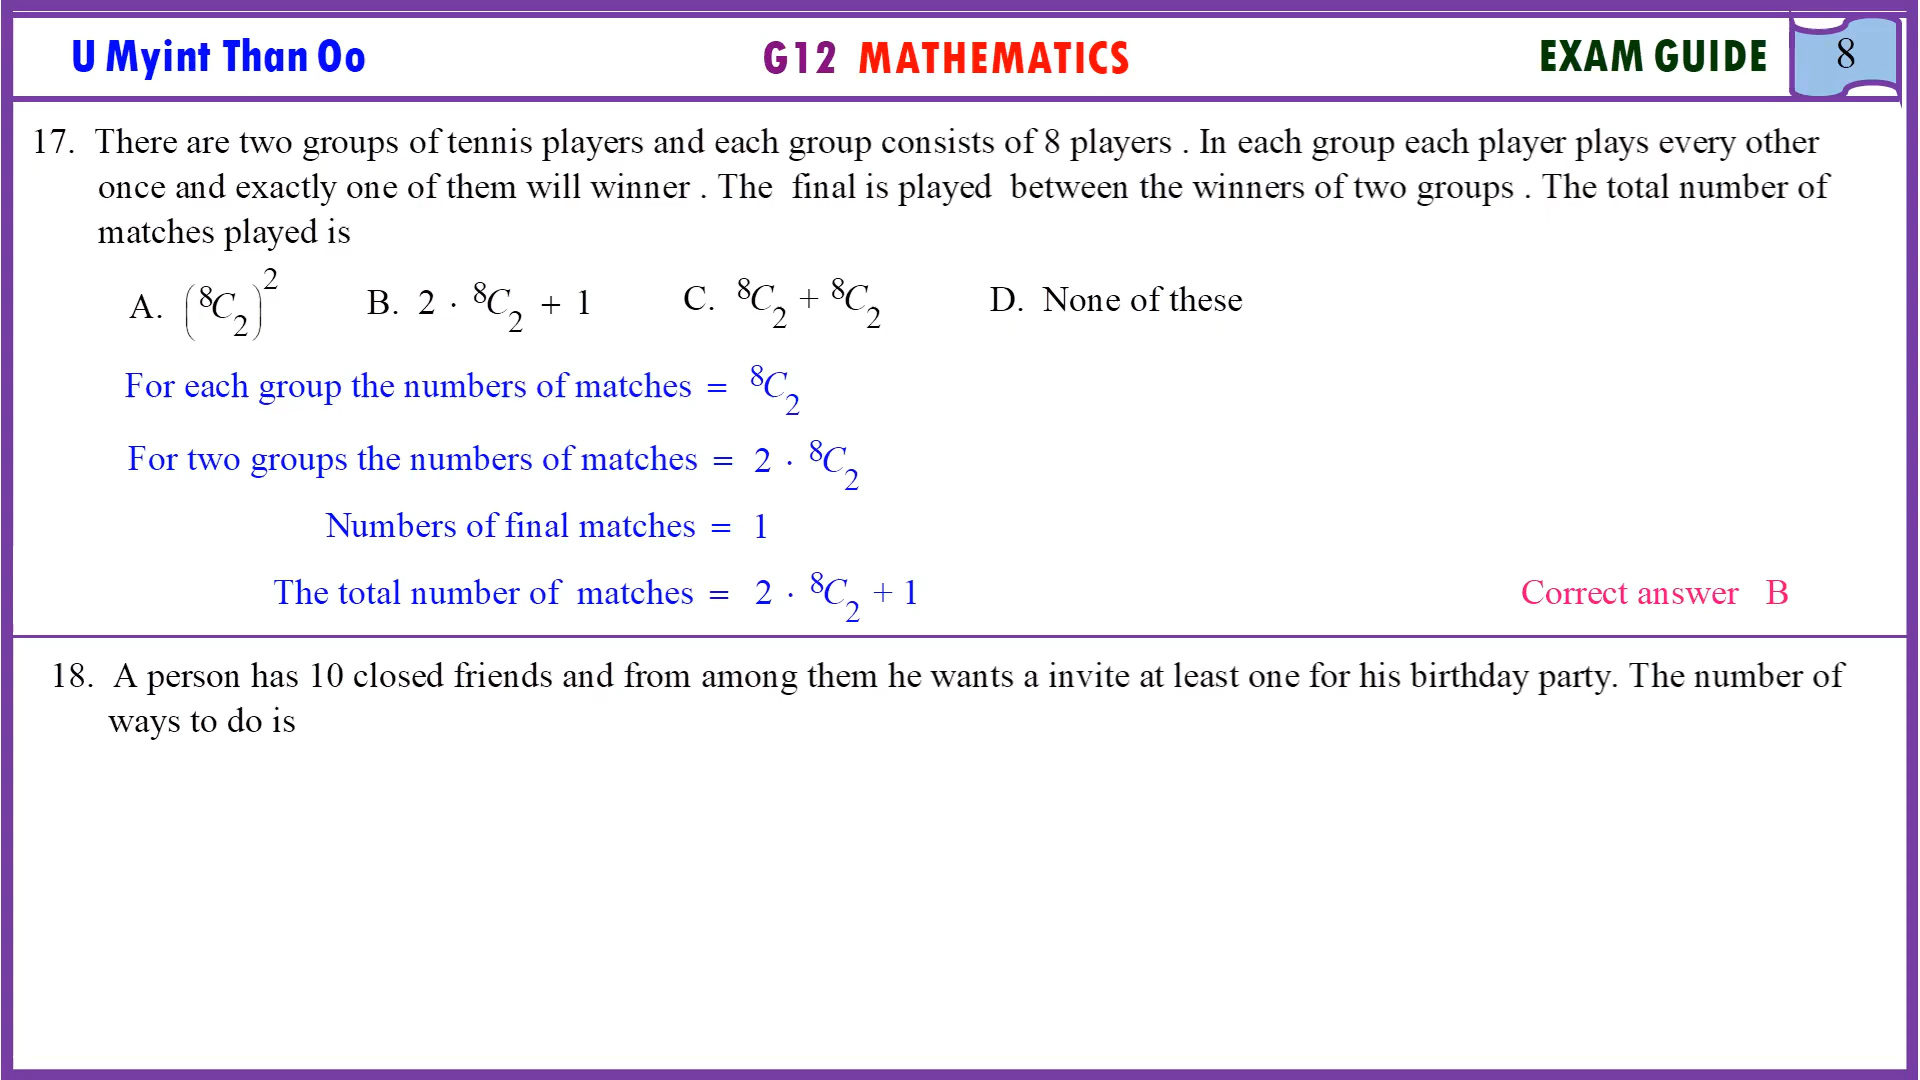 U Myint Than Oo G12 MATHEMATICS EXAM GUIDE 8
17. There are two groups of tennis players and each group consists of 8 players . In each group each player plays every other
once and exactly one of them will winner . The final is played between the winners of two groups . The total number of
matches played is
A. (⁸C₂)² B. 2 · ⁸C₂ + 1 C. ⁸C₂ + ⁸C₂ D. None of these
For each group the numbers of matches = ⁸C₂
For two groups the numbers of matches = 2 · ⁸C₂
Numbers of final matches = 1
The total number of matches = 2 · ⁸C₂ + 1 Correct answer B
18. A person has 10 closed friends and from among them he wants a invite at least one for his birthday party. The number of
ways to do is